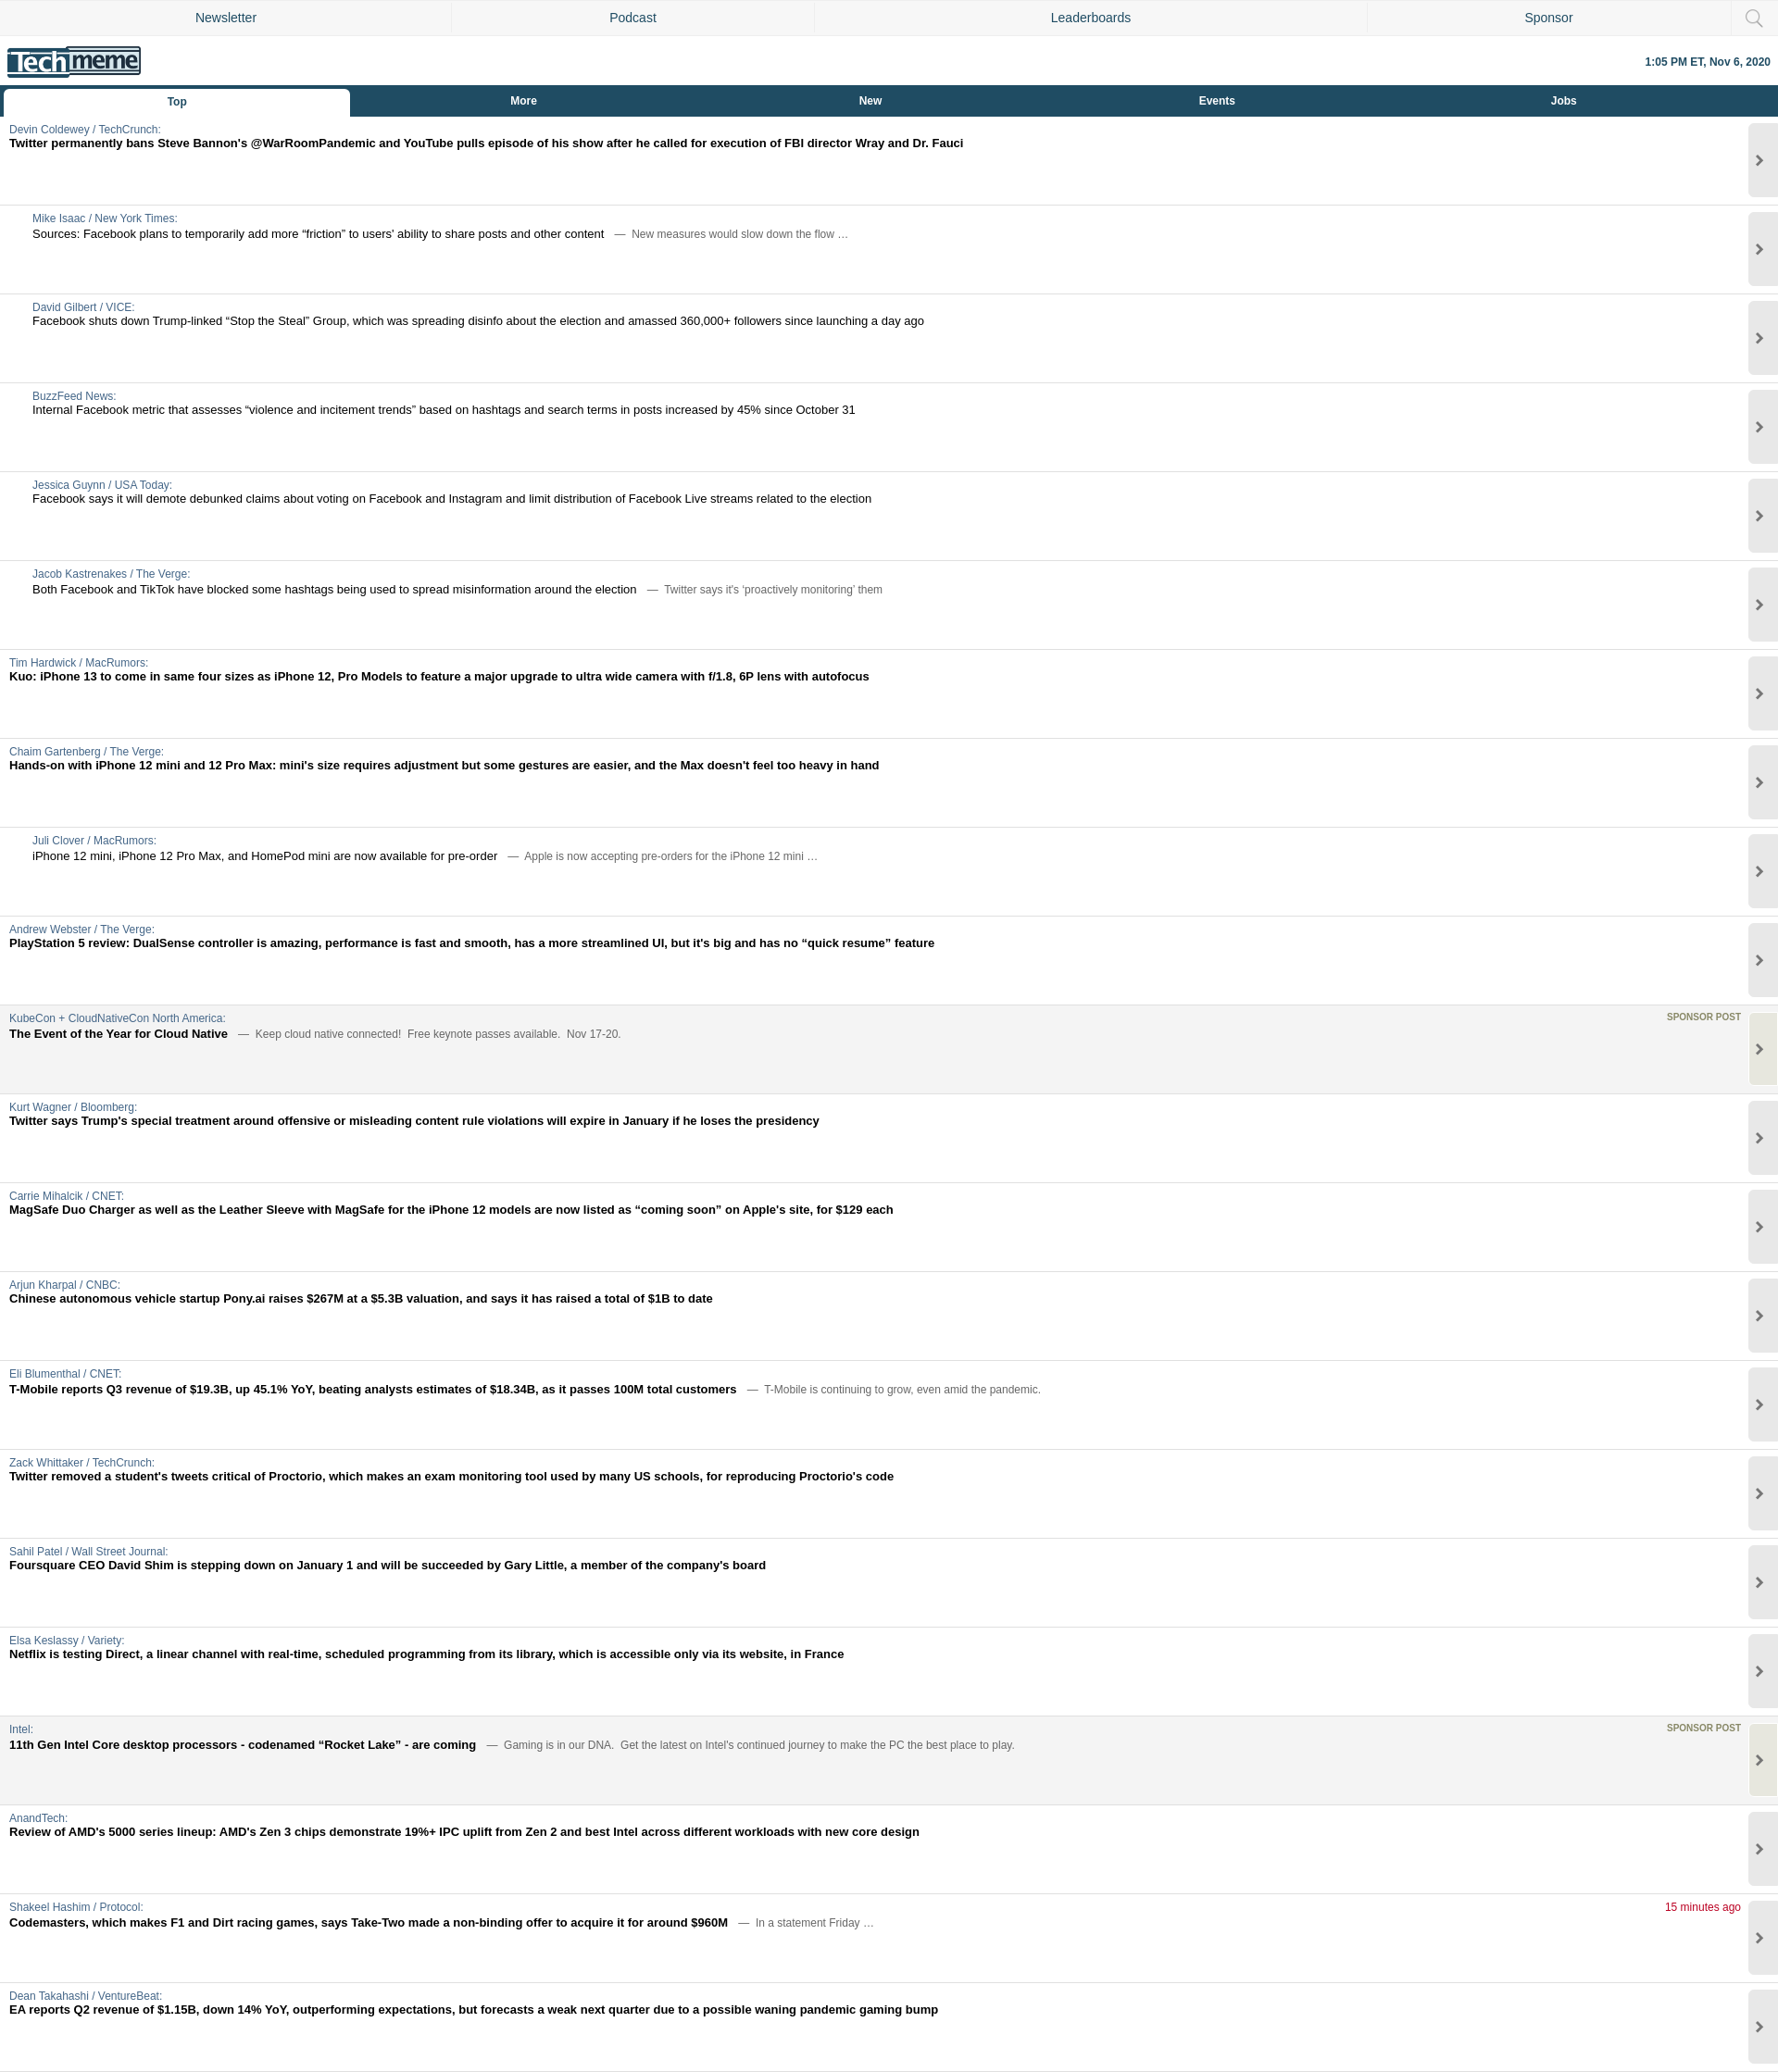 Newsletter Podcast Leaderboards Sponsor
Techmeme 1:05 PM ET, Nov 6, 2020
Top More New Events Jobs
Devin Coldewey / TechCrunch:
Twitter permanently bans Steve Bannon's @WarRoomPandemic and YouTube pulls episode of his show after he called for execution of FBI director Wray and Dr. Fauci
Mike Isaac / New York Times:
Sources: Facebook plans to temporarily add more “friction” to users' ability to share posts and other content — New measures would slow down the flow …
David Gilbert / VICE:
Facebook shuts down Trump-linked “Stop the Steal” Group, which was spreading disinfo about the election and amassed 360,000+ followers since launching a day ago
BuzzFeed News:
Internal Facebook metric that assesses “violence and incitement trends” based on hashtags and search terms in posts increased by 45% since October 31
Jessica Guynn / USA Today:
Facebook says it will demote debunked claims about voting on Facebook and Instagram and limit distribution of Facebook Live streams related to the election
Jacob Kastrenakes / The Verge:
Both Facebook and TikTok have blocked some hashtags being used to spread misinformation around the election — Twitter says it's ‘proactively monitoring’ them
Tim Hardwick / MacRumors:
Kuo: iPhone 13 to come in same four sizes as iPhone 12, Pro Models to feature a major upgrade to ultra wide camera with f/1.8, 6P lens with autofocus
Chaim Gartenberg / The Verge:
Hands-on with iPhone 12 mini and 12 Pro Max: mini's size requires adjustment but some gestures are easier, and the Max doesn't feel too heavy in hand
Juli Clover / MacRumors:
iPhone 12 mini, iPhone 12 Pro Max, and HomePod mini are now available for pre-order — Apple is now accepting pre-orders for the iPhone 12 mini …
Andrew Webster / The Verge:
PlayStation 5 review: DualSense controller is amazing, performance is fast and smooth, has a more streamlined UI, but it's big and has no “quick resume” feature
KubeCon + CloudNativeCon North America: SPONSOR POST
The Event of the Year for Cloud Native — Keep cloud native connected! Free keynote passes available. Nov 17-20.
Kurt Wagner / Bloomberg:
Twitter says Trump's special treatment around offensive or misleading content rule violations will expire in January if he loses the presidency
Carrie Mihalcik / CNET:
MagSafe Duo Charger as well as the Leather Sleeve with MagSafe for the iPhone 12 models are now listed as “coming soon” on Apple's site, for $129 each
Arjun Kharpal / CNBC:
Chinese autonomous vehicle startup Pony.ai raises $267M at a $5.3B valuation, and says it has raised a total of $1B to date
Eli Blumenthal / CNET:
T-Mobile reports Q3 revenue of $19.3B, up 45.1% YoY, beating analysts estimates of $18.34B, as it passes 100M total customers — T-Mobile is continuing to grow, even amid the pandemic.
Zack Whittaker / TechCrunch:
Twitter removed a student's tweets critical of Proctorio, which makes an exam monitoring tool used by many US schools, for reproducing Proctorio's code
Sahil Patel / Wall Street Journal:
Foursquare CEO David Shim is stepping down on January 1 and will be succeeded by Gary Little, a member of the company's board
Elsa Keslassy / Variety:
Netflix is testing Direct, a linear channel with real-time, scheduled programming from its library, which is accessible only via its website, in France
Intel: SPONSOR POST
11th Gen Intel Core desktop processors - codenamed “Rocket Lake” - are coming — Gaming is in our DNA. Get the latest on Intel's continued journey to make the PC the best place to play.
AnandTech:
Review of AMD's 5000 series lineup: AMD's Zen 3 chips demonstrate 19%+ IPC uplift from Zen 2 and best Intel across different workloads with new core design
Shakeel Hashim / Protocol: 15 minutes ago
Codemasters, which makes F1 and Dirt racing games, says Take-Two made a non-binding offer to acquire it for around $960M — In a statement Friday …
Dean Takahashi / VentureBeat:
EA reports Q2 revenue of $1.15B, down 14% YoY, outperforming expectations, but forecasts a weak next quarter due to a possible waning pandemic gaming bump